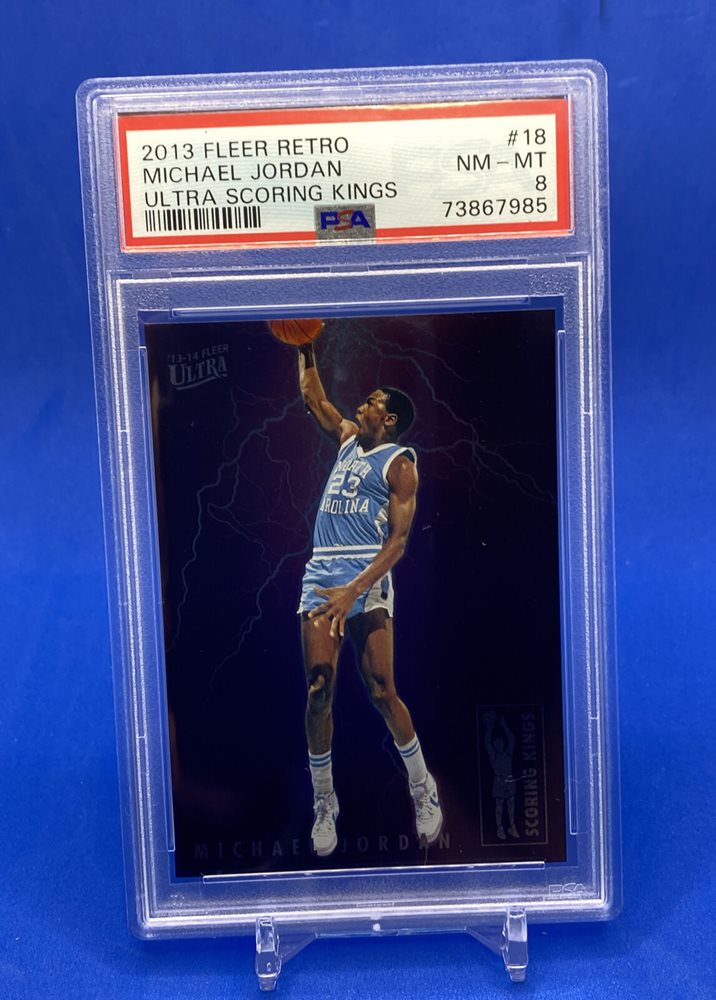 2013 FLEER RETRO #18
MICHAEL JORDAN NM – MT
ULTRA SCORING KINGS 8
PSA 73867985
'13-14 FLEER
ULTRA
NORTH
23
CAROLINA
SCORING KINGS
MICHAEL JORDAN
PSA